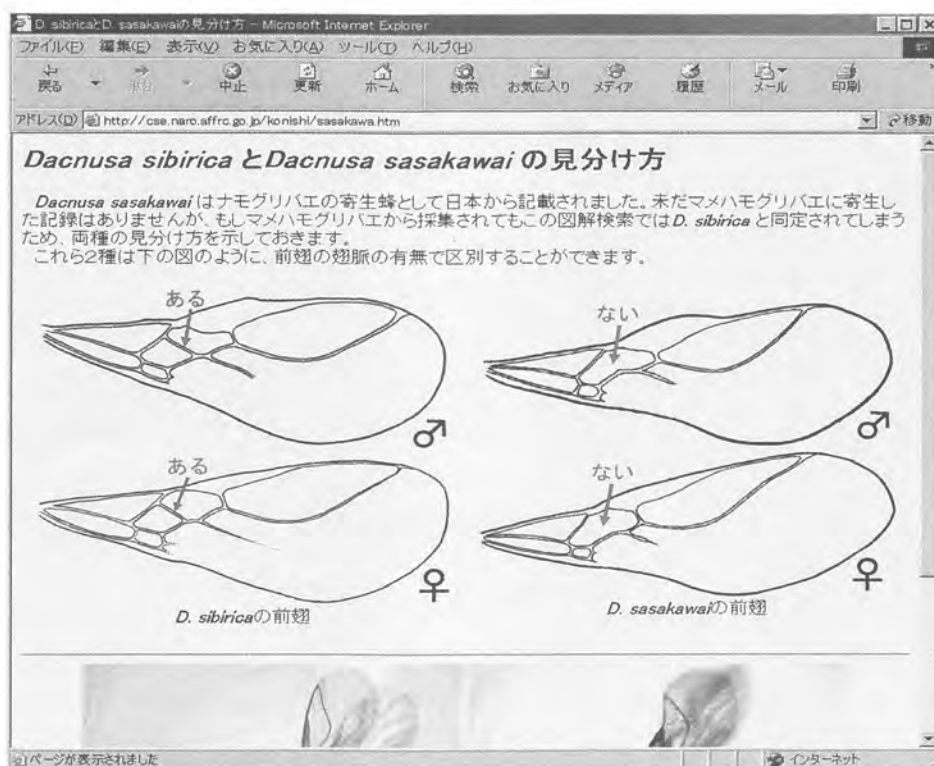 D. sibiricaとD. sasakawaiの見分け方 - Microsoft Internet Explorer
ファイル(F) 編集(E) 表示(V) お気に入り(A) ツール(T) ヘルプ(H)
戻る 中止 更新 ホーム 検索 お気に入り メディア 履歴 メール 印刷
アドレス(D) http://cse.naro.affrc.go.jp/konishi/sasakawa.htm 移動
Dacnusa sibirica とDacnusa sasakawai の見分け方
Dacnusa sasakawai はナモグリバエの寄生蜂として日本から記載されました。未だマメハモグリバエに寄生し
た記録はありませんが、もしマメハモグリバエから採集されてもこの図解検索ではD. sibirica と同定されてしまう
ため、両種の見分け方を示しておきます。
これら2種は下の図のように、前翅の翅脈の有無で区別することができます。
ある
ない
♂
♂
ある
ない
♀
♀
D. sibiricaの前翅
D. sasakawaiの前翅
ページが表示されました
インターネット